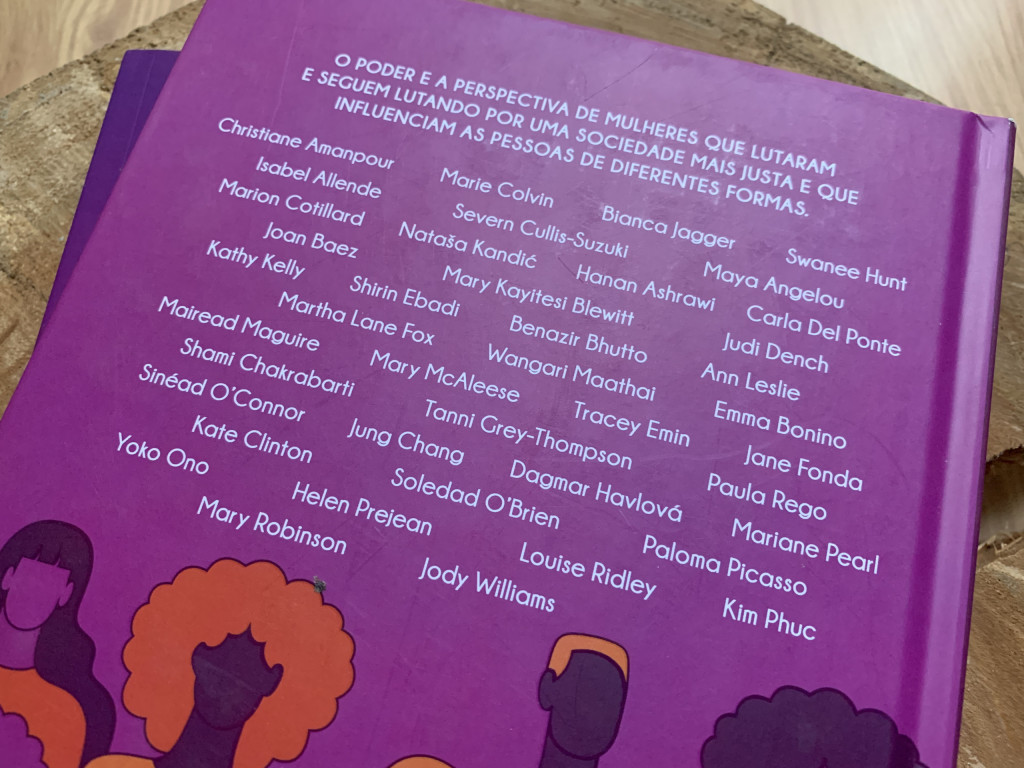 O PODER E A PERSPECTIVA DE MULHERES QUE LUTARAM
E SEGUEM LUTANDO POR UMA SOCIEDADE MAIS JUSTA E QUE
INFLUENCIAM AS PESSOAS DE DIFERENTES FORMAS.
Christiane Amanpour Marie Colvin Bianca Jagger Swanee Hunt
Isabel Allende Severn Cullis-Suzuki Maya Angelou
Marion Cotillard Nataša Kandić Hanan Ashrawi Carla Del Ponte
Joan Baez Mary Kayitesi Blewitt Judi Dench
Kathy Kelly Shirin Ebadi Benazir Bhutto Ann Leslie
Martha Lane Fox Wangari Maathai Emma Bonino
Mairead Maguire Mary McAleese Tracey Emin Jane Fonda
Shami Chakrabarti Tanni Grey-Thompson Paula Rego
Sinéad O'Connor Jung Chang Dagmar Havlová Mariane Pearl
Kate Clinton Soledad O'Brien Paloma Picasso
Yoko Ono Helen Prejean Louise Ridley Kim Phuc
Mary Robinson Jody Williams